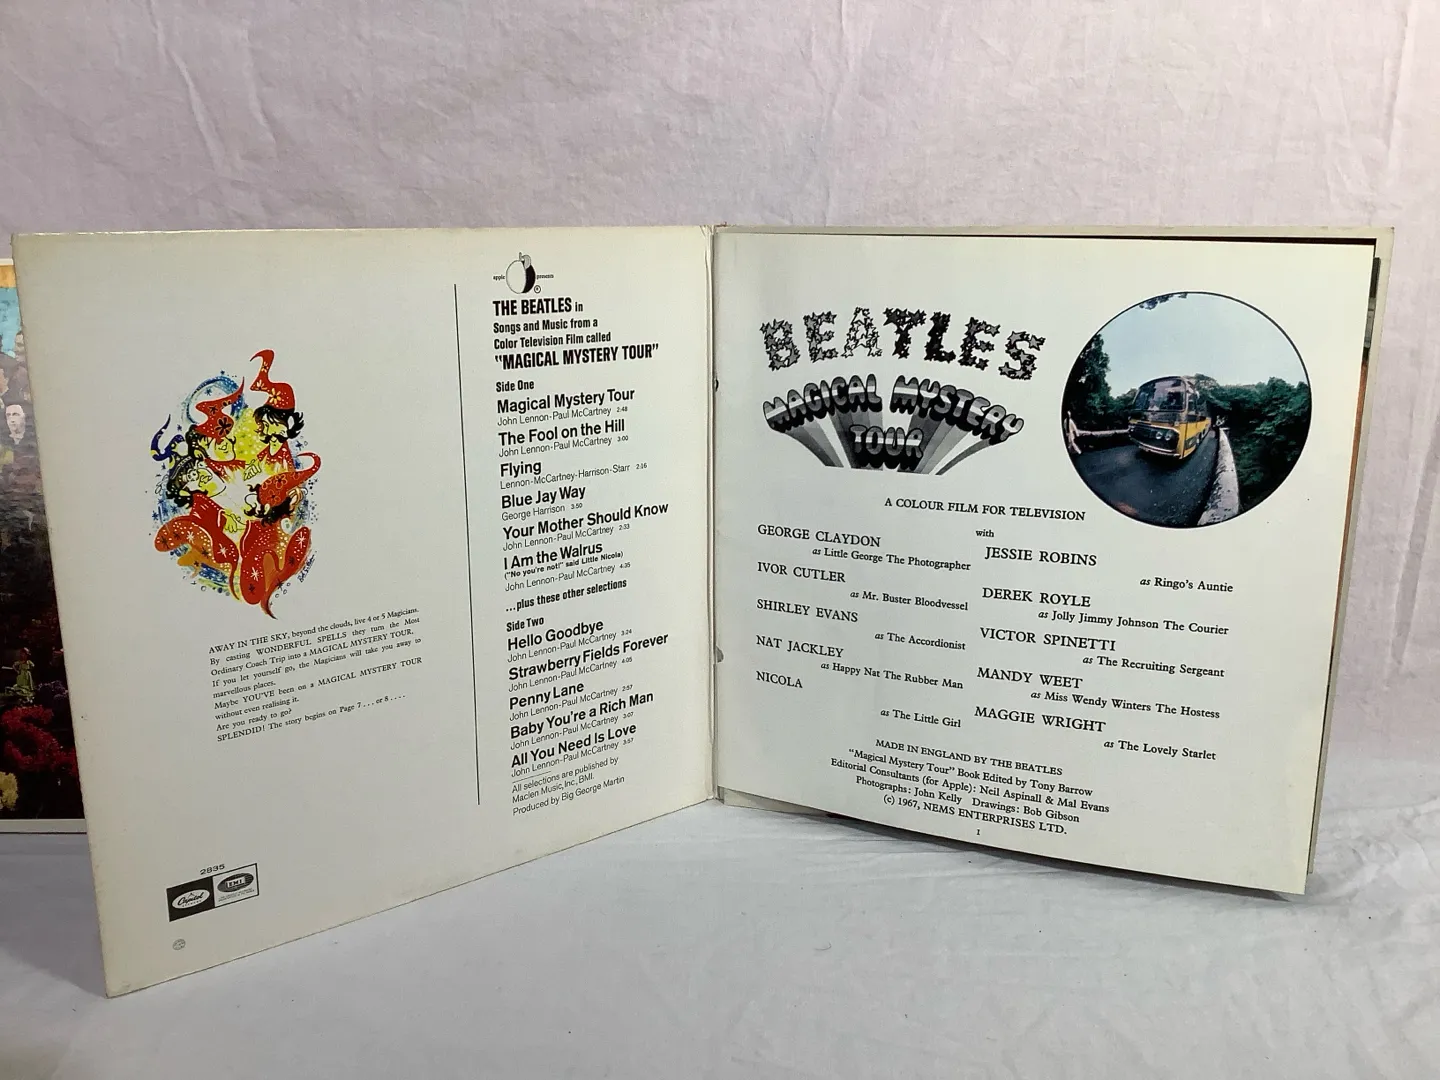 AWAY IN THE SKY, beyond the clouds, live 4 or 5 Magicians.
By casting WONDERFUL SPELLS they turn the Most
Ordinary Coach Trip into a MAGICAL MYSTERY TOUR.
If you let yourself go, the Magicians will take you away to
marvellous places.
Maybe YOU'VE been on a MAGICAL MYSTERY TOUR
without even realising it.
Are you ready to go?
SPLENDID! The story begins on Page 7 . . . or 8 . . . .
2835
Capitol
EMI
apple presents
THE BEATLES in
Songs and Music from a
Color Television Film called
"MAGICAL MYSTERY TOUR"
Side One
Magical Mystery Tour
John Lennon-Paul McCartney 2:48
The Fool on the Hill
John Lennon-Paul McCartney 3:00
Flying
Lennon-McCartney-Harrison-Starr 2:16
Blue Jay Way
George Harrison 3:50
Your Mother Should Know
John Lennon-Paul McCartney 2:33
I Am the Walrus
("No you're not!" said Little Nicola)
John Lennon-Paul McCartney 4:35
...plus these other selections
Side Two
Hello Goodbye
John Lennon-Paul McCartney 3:24
Strawberry Fields Forever
John Lennon-Paul McCartney 4:05
Penny Lane
John Lennon-Paul McCartney 2:57
Baby You're a Rich Man
John Lennon-Paul McCartney 3:07
All You Need Is Love
John Lennon-Paul McCartney 3:57
All selections are published by
Maclen Music, Inc., BMI.
Produced by Big George Martin
BEATLES
MAGICAL MYSTERY
TOUR
A COLOUR FILM FOR TELEVISION
with
GEORGE CLAYDON
as Little George The Photographer
IVOR CUTLER
as Mr. Buster Bloodvessel
SHIRLEY EVANS
as The Accordionist
NAT JACKLEY
as Happy Nat The Rubber Man
NICOLA
as The Little Girl
JESSIE ROBINS
as Ringo's Auntie
DEREK ROYLE
as Jolly Jimmy Johnson The Courier
VICTOR SPINETTI
as The Recruiting Sergeant
MANDY WEET
as Miss Wendy Winters The Hostess
MAGGIE WRIGHT
as The Lovely Starlet
MADE IN ENGLAND BY THE BEATLES
"Magical Mystery Tour" Book Edited by Tony Barrow
Editorial Consultants (for Apple): Neil Aspinall & Mal Evans
Photographs: John Kelly Drawings: Bob Gibson
(c) 1967, NEMS ENTERPRISES LTD.
1